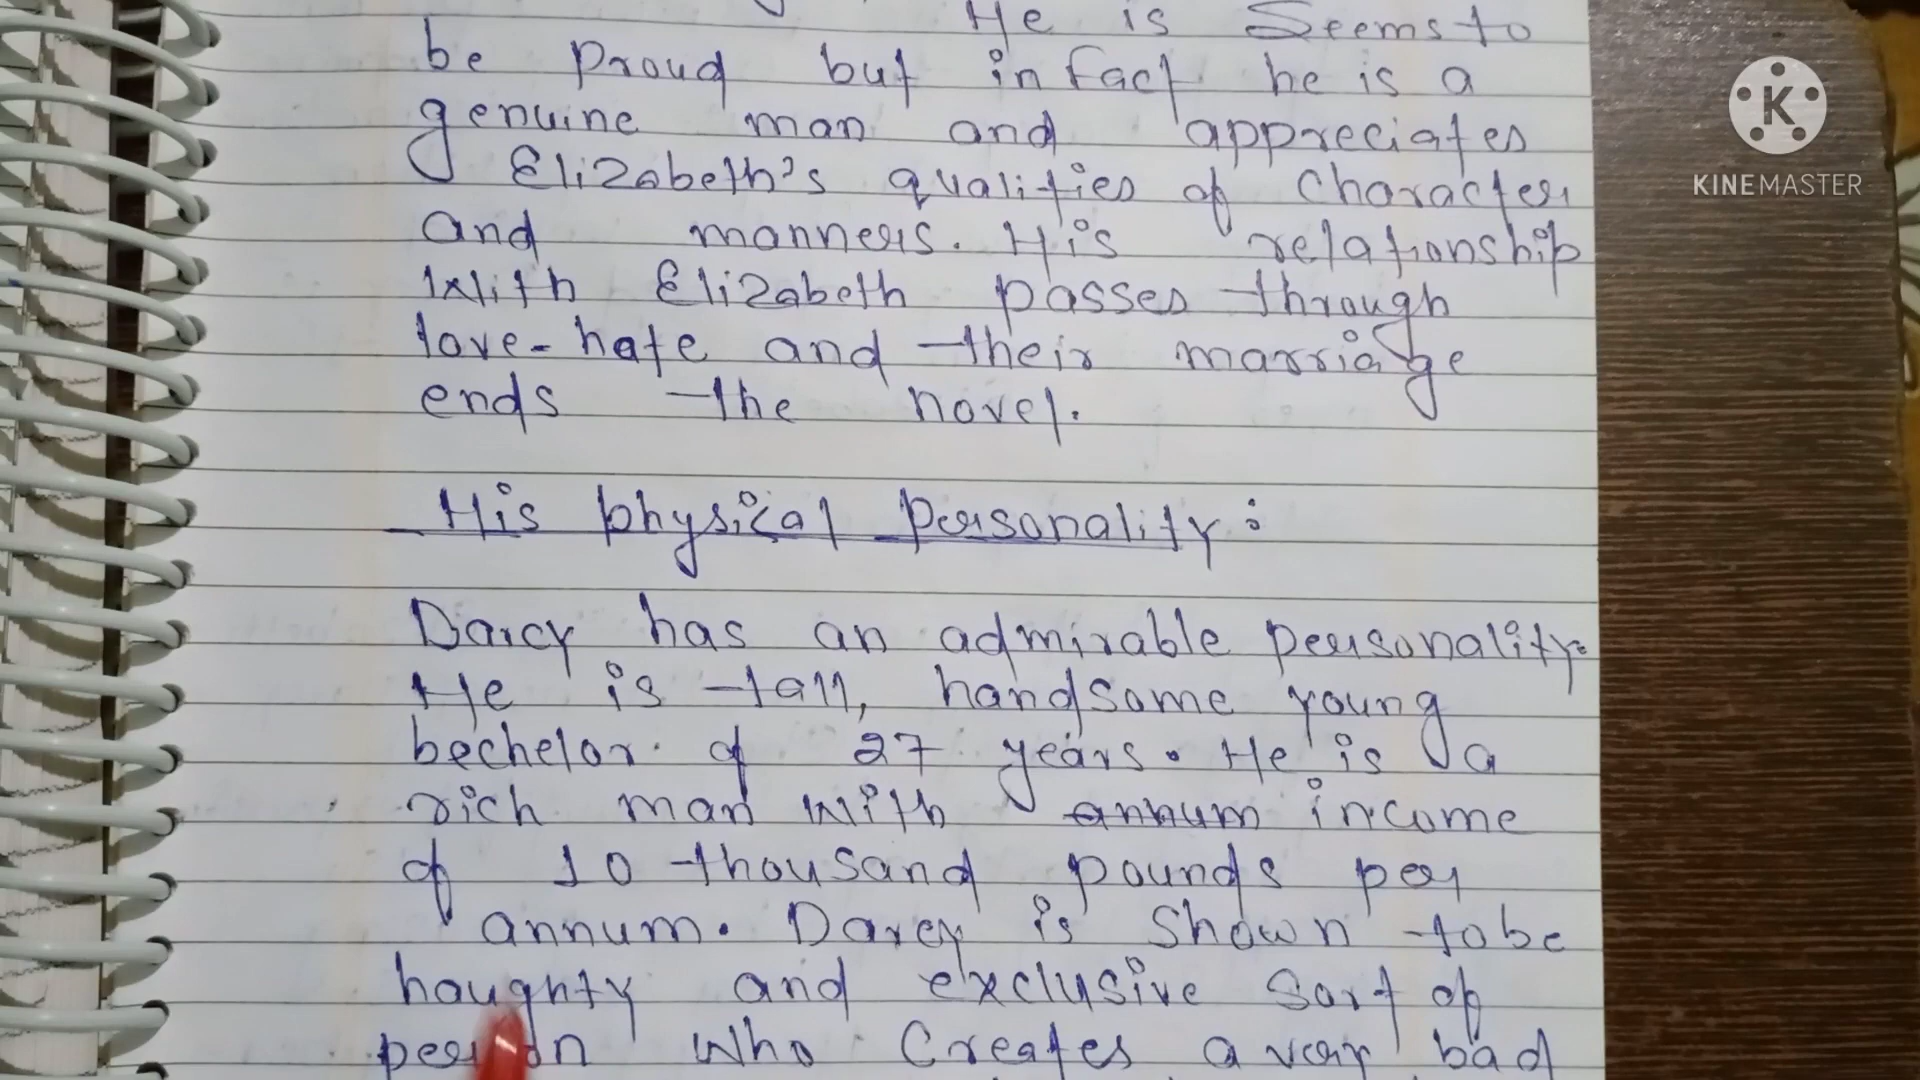 He is Seems to
be proud but in fact he is a
genuine man and appreciates
Elizabeth's qualities of character
and manners. His relationship
with Elizabeth passes through
love-hate and their marriage
ends the novel.
His physical personality:
Darcy has an admirable personality.
He is tall, handsome young
bechelor of 27 years. He is a
rich man with annum income
of 10 thousand pounds per
annum. Darcy is shown to be
haughty and exclusive sort of
person who creates a very bad
K
KINEMASTER